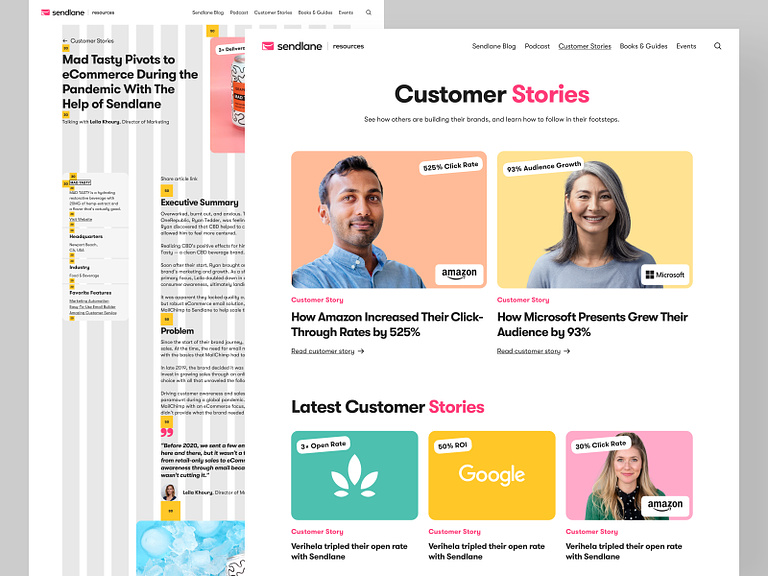 sendlane resources
Sendlane Blog Podcast Customer Stories Books & Guides Events
← Customer Stories
Mad Tasty Pivots to
eCommerce During the
Pandemic With The
Help of Sendlane
Talking with Leila Khoury, Director of Marketing
MAD TASTY
MAD TASTY is a hydrating
restorative beverage with
20MG of hemp extract and
a flavor that's actually good.
Visit Website
Headquarters
Newport Beach,
CA, USA
Industry
Food & Beverage
Favorite Features
Marketing Automation
Easy-To-Use Email Builder
Amazing Customer Service
Share article link
Executive Summary
Overworked, burnt out, and anxious. T
OneRepublic, Ryan Tedder, was feelin
Ryan discovered that CBD helped to c
allowed him to feel more centered.
Realizing CBD's positive effects for hi
Tasty — a clean CBD beverage brand.
Soon after their start, Ryan brought o
brand's marketing and growth. As a s
primary focus, Leila doubled down in
consumer awareness, ultimately landi
It was apparent they lacked quality cu
but robust eCommerce email solution,
MailChimp to Sendlane to help scale t
Problem
Since the start of their brand journey,
sales. At the time, the need for email m
with the basics that MailChimp had to
In late 2019, the brand decided it was
invest in growing sales through an onl
choice with all that unraveled the follo
Driving customer awareness and sales
paramount during a global pandemic.
MailChimp with an eCommerce focus,
didn't provide what the brand needed
"Before 2020, we sent a few em
here and there, but it wasn't a t
from retail-only sales to eComm
awareness through email beca
wasn't cutting it."
Leila Khoury, Director of M
sendlane resources
Sendlane Blog Podcast Customer Stories Books & Guides Events
Customer Stories
See how others are building their brands, and learn how to follow in their footsteps.
525% Click Rate
amazon
93% Audience Growth
Microsoft
Customer Story
How Amazon Increased Their Click-
Through Rates by 525%
Read customer story →
Customer Story
How Microsoft Presents Grew Their
Audience by 93%
Read customer story →
Latest Customer Stories
3× Open Rate
50% ROI
Google
30% Click Rate
amazon
Customer Story
Verihela tripled their open rate
with Sendlane
Customer Story
Verihela tripled their open rate
with Sendlane
Customer Story
Verihela tripled their open rate
with Sendlane